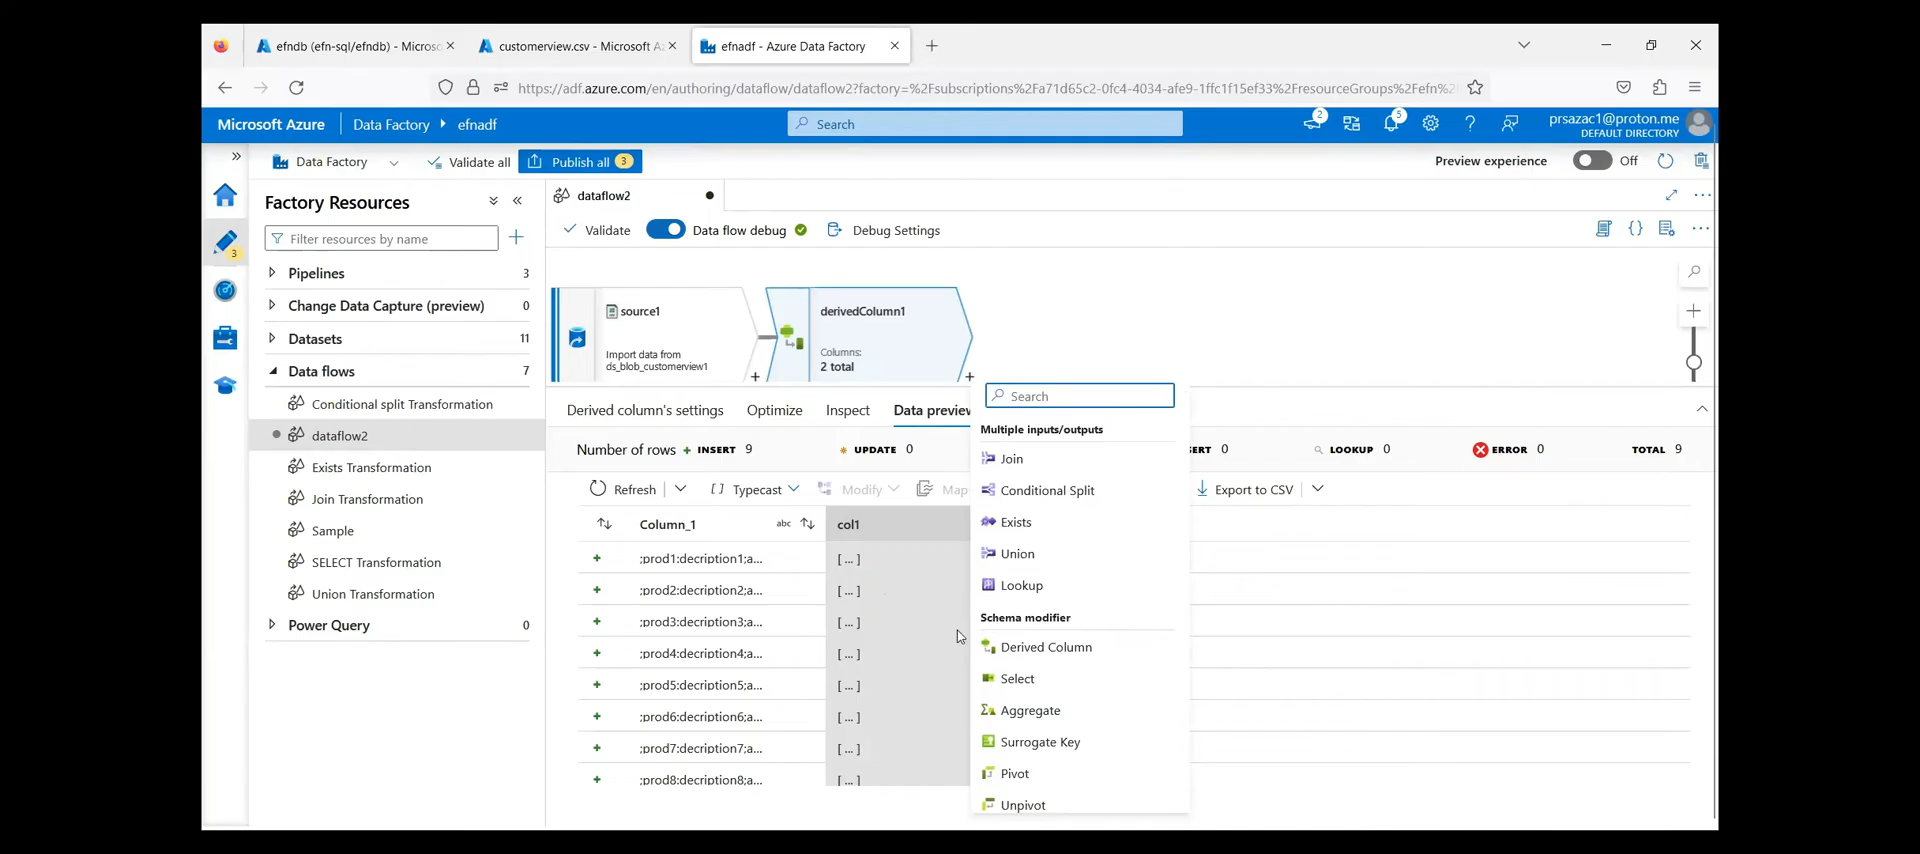 efndb (efn-sql/efndb) - Microso
customerview.csv - Microsoft Az
efnadf - Azure Data Factory
https://adf.azure.com/en/authoring/dataflow/dataflow2?factory=%2Fsubscriptions%2Fa71d65c2-0fc4-4034-afe9-1ffc1f15ef33%2FresourceGroups%2Fefn%2
Microsoft Azure
Data Factory
efnadf
Search
2
5
prsazac1@proton.me
DEFAULT DIRECTORY
Data Factory
Validate all
Publish all
3
Preview experience
Off
Factory Resources
dataflow2
Filter resources by name
Validate
Data flow debug
Debug Settings
3
Pipelines
3
Change Data Capture (preview)
0
Datasets
11
Data flows
7
Conditional split Transformation
dataflow2
Exists Transformation
Join Transformation
Sample
SELECT Transformation
Union Transformation
Power Query
0
source1
Import data from
ds_blob_customerview1
derivedColumn1
Columns:
2 total
Derived column's settings
Optimize
Inspect
Data preview
Number of rows
INSERT 9
UPDATE 0
SERT 0
LOOKUP 0
ERROR 0
TOTAL 9
Refresh
Typecast
Modify
Map
Export to CSV
Column_1
abc
col1
;prod1:decription1;a...
[ ... ]
;prod2:decription2;a...
[ ... ]
;prod3:decription3;a...
[ ... ]
;prod4:decription4;a...
[ ... ]
;prod5:decription5;a...
[ ... ]
;prod6:decription6;a...
[ ... ]
;prod7:decription7;a...
[ ... ]
;prod8:decription8;a...
[ ... ]
Search
Multiple inputs/outputs
Join
Conditional Split
Exists
Union
Lookup
Schema modifier
Derived Column
Select
Aggregate
Surrogate Key
Pivot
Unpivot